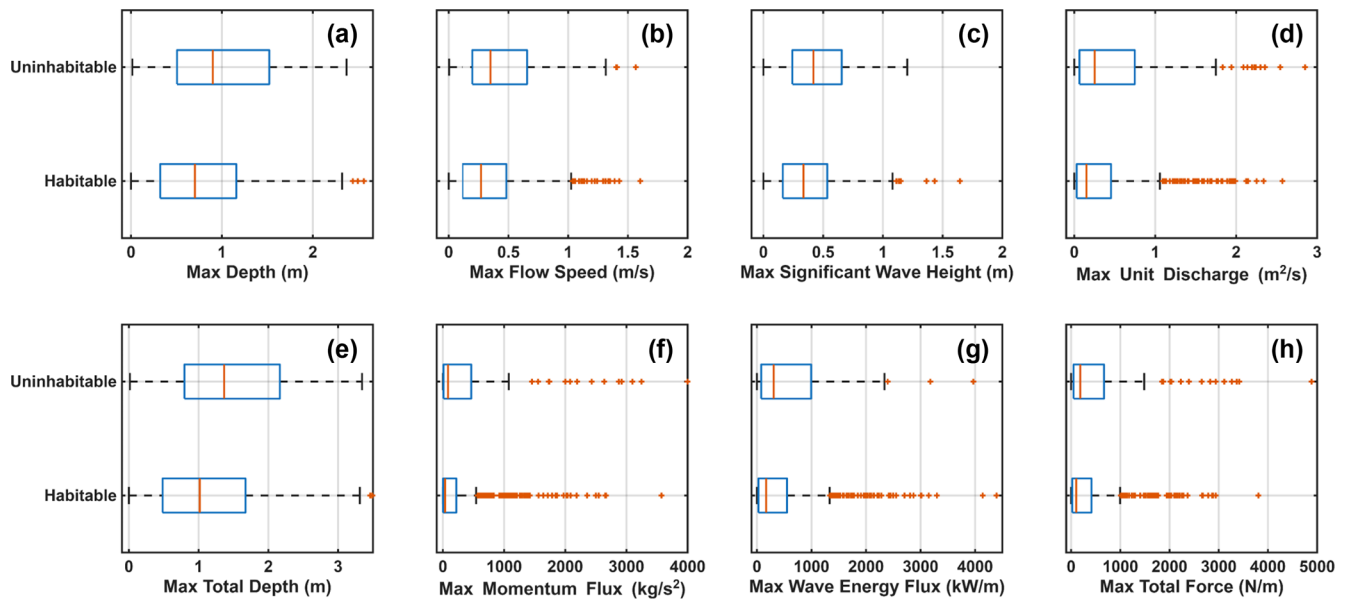 (a) (b) (c) (d)
Uninhabitable
Habitable
0 1 2 0 0.5 1 1.5 2 0 0.5 1 1.5 2 0 1 2 3
Max Depth (m) Max Flow Speed (m/s) Max Significant Wave Height (m) Max Unit Discharge (m²/s)
(e) (f) (g) (h)
Uninhabitable
Habitable
0 1 2 3 0 1000 2000 3000 4000 0 1000 2000 3000 4000 0 1000 2000 3000 4000 5000
Max Total Depth (m) Max Momentum Flux (kg/s²) Max Wave Energy Flux (kW/m) Max Total Force (N/m)